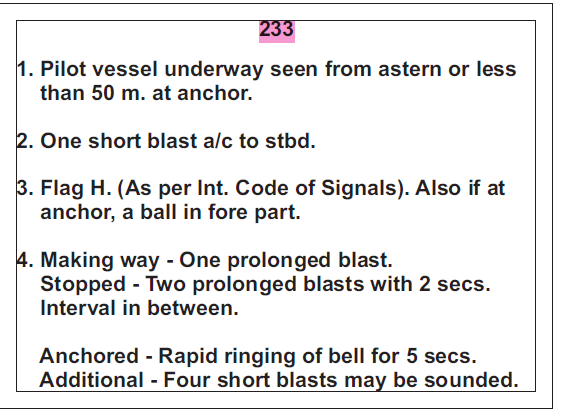 233
1. Pilot vessel underway seen from astern or less
than 50 m. at anchor.
2. One short blast a/c to stbd.
3. Flag H. (As per Int. Code of Signals). Also if at
anchor, a ball in fore part.
4. Making way - One prolonged blast.
Stopped - Two prolonged blasts with 2 secs.
Interval in between.
Anchored - Rapid ringing of bell for 5 secs.
Additional - Four short blasts may be sounded.